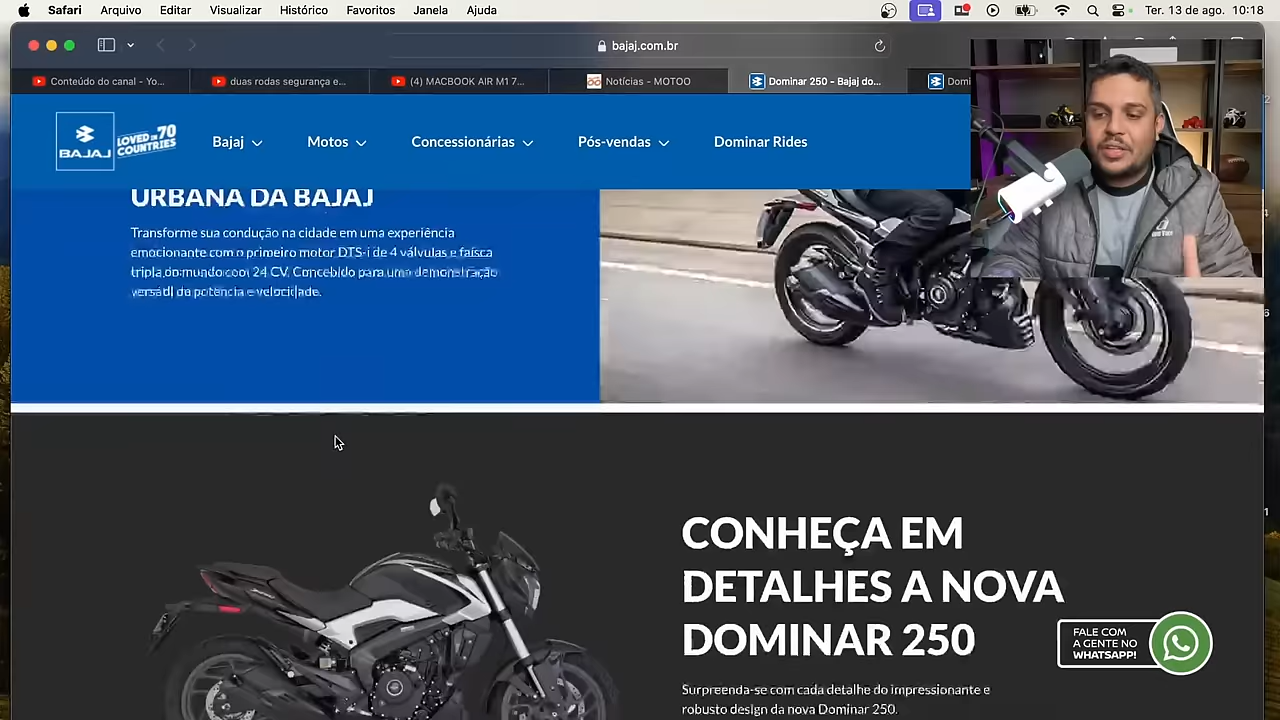 Safari Arquivo Editar Visualizar Histórico Favoritos Janela Ajuda Ter. 13 de ago. 10:18
bajaj.com.br
Conteúdo do canal - Yo... duas rodas segurança e... (4) MACBOOK AIR M1 7... Notícias - MOTOO Dominar 250 - Bajaj do... Domi
BAJAJ LOVED IN 70 COUNTRIES Bajaj Motos Concessionárias Pós-vendas Dominar Rides
URBANA DA BAJAJ
Transforme sua condução na cidade em uma experiência
emocionante com o primeiro motor DTS-i de 4 válvulas e faísca
tripla do mundo com 24 CV. Concebido para uma demonstração
versátil de potência e velocidade.
CONHEÇA EM
DETALHES A NOVA
DOMINAR 250
FALE COM
A GENTE NO
WHATSAPP!
Surpreenda-se com cada detalhe do impressionante e
robusto design da nova Dominar 250.